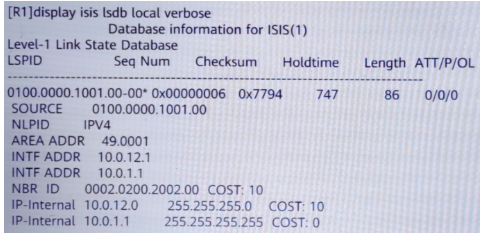 [R1]display isis lsdb local verbose
Database information for ISIS(1)
Level-1 Link State Database
LSPID Seq Num Checksum Holdtime Length ATT/P/OL
--------------------------------------------------------------------------------
0100.0000.1001.00-00* 0x00000006 0x7794 747 86 0/0/0
SOURCE 0100.0000.1001.00
NLPID IPV4
AREA ADDR 49.0001
INTF ADDR 10.0.12.1
INTF ADDR 10.0.1.1
NBR ID 0002.0200.2002.00 COST: 10
IP-Internal 10.0.12.0 255.255.255.0 COST: 10
IP-Internal 10.0.1.1 255.255.255.255 COST: 0